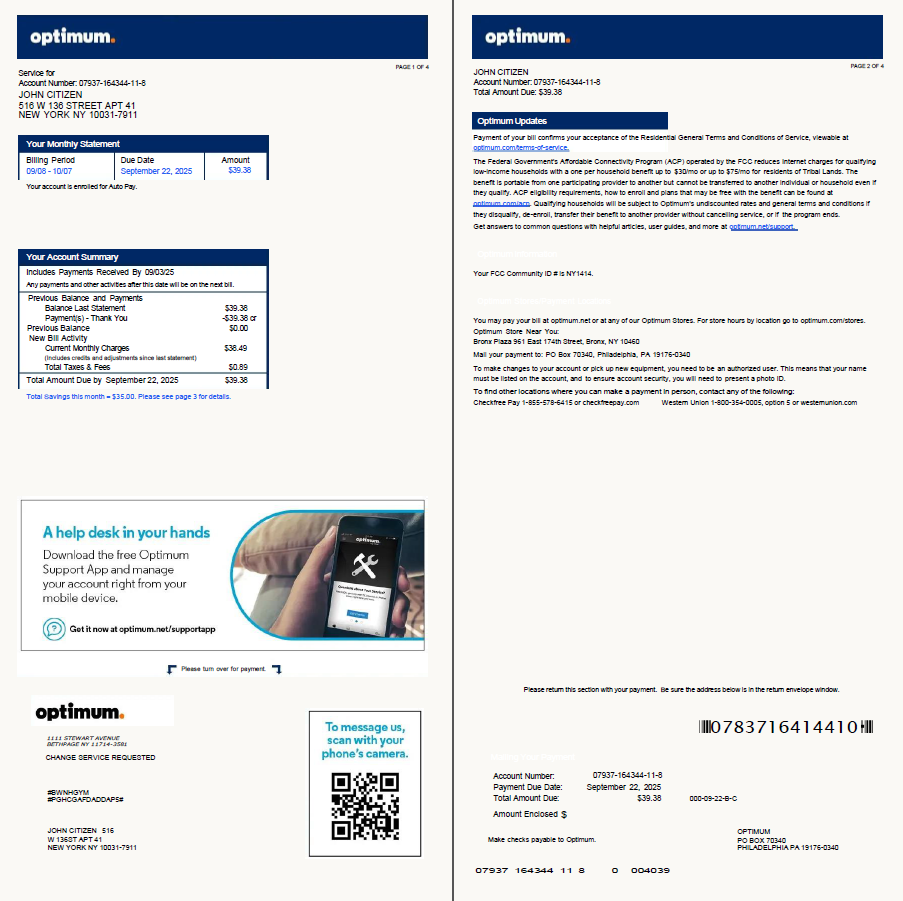 optimum.
PAGE 1 OF 4
Service for
Account Number: 07937-164344-11-8
JOHN CITIZEN
516 W 136 STREET APT 41
NEW YORK NY 10031-7911
Your Monthly Statement
Billing Period Due Date Amount
09/08 - 10/07 September 22, 2025 $39.38
Your account is enrolled for Auto Pay.
Your Account Summary
Includes Payments Received By 09/03/25
Any payments and other activities after this date will be on the next bill.
Previous Balance and Payments
Balance Last Statement $39.38
Payment(s) - Thank You -$39.38 cr
Previous Balance $0.00
New Bill Activity
Current Monthly Charges $38.49
(Includes credits and adjustments since last statement)
Total Taxes & Fees $0.89
Total Amount Due by September 22, 2025 $39.38
Total Savings this month = $35.00. Please see page 3 for details.
A help desk in your hands
Download the free Optimum
Support App and manage
your account right from your
mobile device.
Get it now at optimum.net/supportapp
optimum.
Please turn over for payment.
optimum.
1111 STEWART AVENUE
BETHPAGE NY 11714-3581
CHANGE SERVICE REQUESTED
#BWNHGYM
#PGHCGAFDADDAPS#
JOHN CITIZEN 516
W 136ST APT 41
NEW YORK NY 10031-7911
To message us,
scan with your
phone's camera.
optimum.
PAGE 2 OF 4
JOHN CITIZEN
Account Number: 07937-164344-11-8
Total Amount Due: $39.38
Optimum Updates
Payment of your bill confirms your acceptance of the Residential General Terms and Conditions of Service, viewable at
optimum.com/terms-of-service.
The Federal Government's Affordable Connectivity Program (ACP) operated by the FCC reduces Internet charges for qualifying
low-income households with a one per household benefit up to $30/mo or up to $75/mo for residents of Tribal Lands. The
benefit is portable from one participating provider to another but cannot be transferred to another individual or household even if
they qualify. ACP eligibility requirements, how to enroll and plans that may be free with the benefit can be found at
optimum.com/acp. Qualifying households will be subject to Optimum's undiscounted rates and general terms and conditions if
they disqualify, de-enroll, transfer their benefit to another provider without cancelling service, or if the program ends.
Get answers to common questions with helpful articles, user guides, and more at optimum.net/support.
Your FCC Community ID # is NY1414.
You may pay your bill at optimum.net or at any of our Optimum Stores. For store hours by location go to optimum.com/stores.
Optimum Store Near You:
Bronx Plaza 961 East 174th Street, Bronx, NY 10460
Mail your payment to: PO Box 70340, Philadelphia, PA 19176-0340
To make changes to your account or pick up new equipment, you need to be an authorized user. This means that your name
must be listed on the account, and to ensure account security, you will need to present a photo ID.
To find other locations where you can make a payment in person, contact any of the following:
Checkfree Pay 1-855-578-6415 or checkfreepay.com Western Union 1-800-354-0005, option 5 or westernunion.com
Please return this section with your payment. Be sure the address below is in the return envelope window.
0783716414410
Account Number: 07937-164344-11-8
Payment Due Date: September 22, 2025
Total Amount Due: $39.38 000-09-22-B-C
Amount Enclosed $
Make checks payable to Optimum.
OPTIMUM
PO BOX 70340
PHILADELPHIA PA 19176-0340
07937 164344 11 8 0 004039